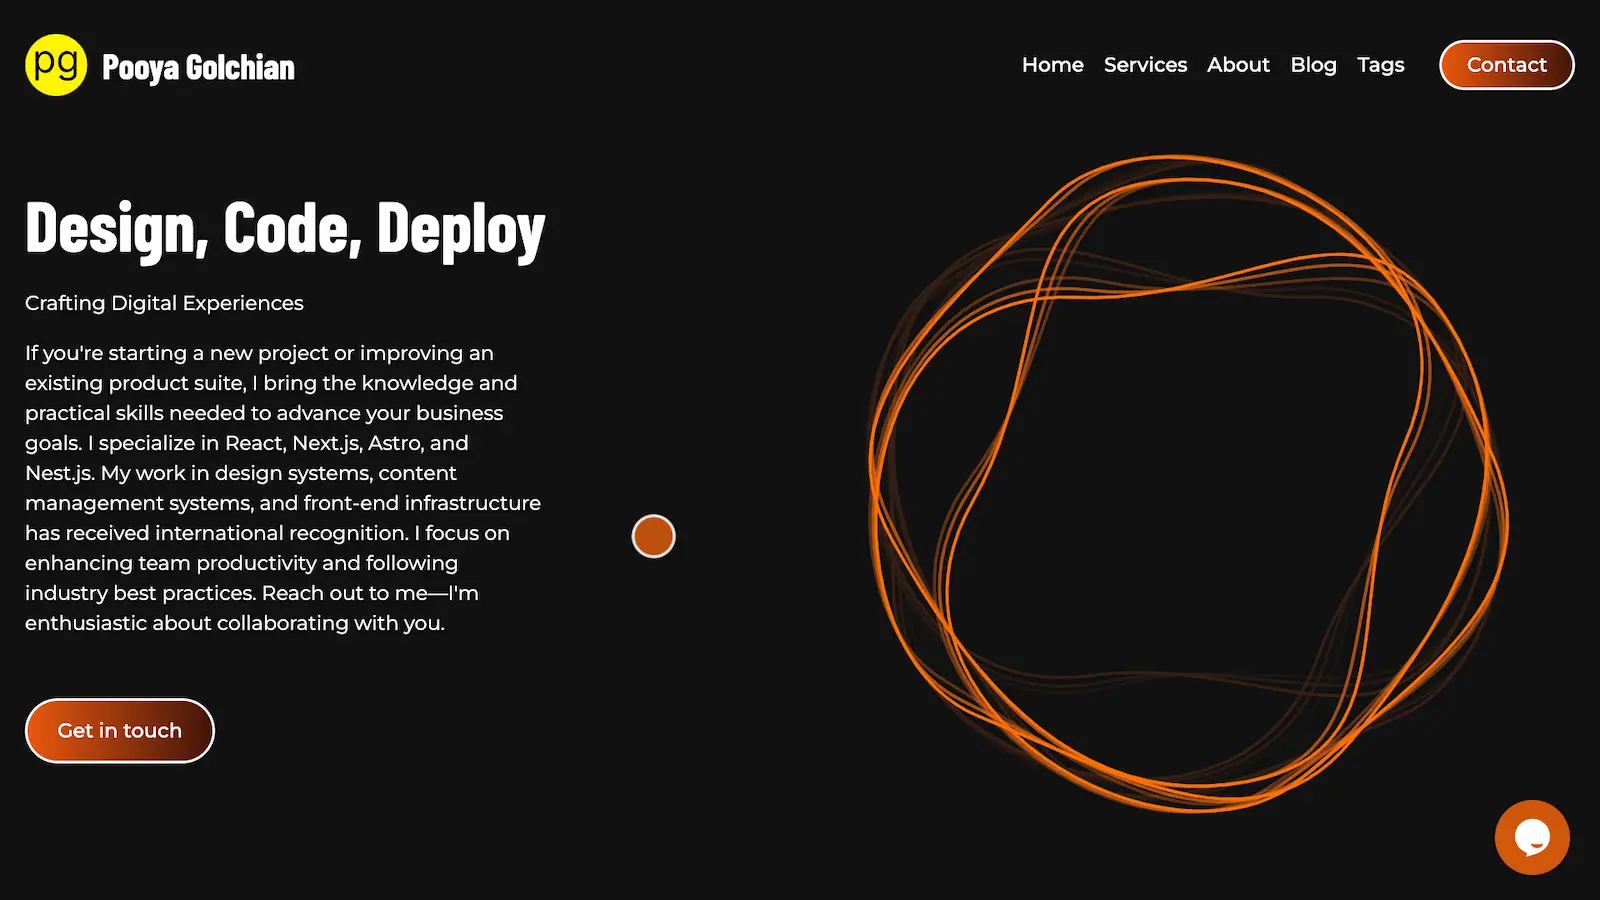 pg
Pooya Golchian
Home Services About Blog Tags Contact
Design, Code, Deploy
Crafting Digital Experiences
If you're starting a new project or improving an
existing product suite, I bring the knowledge and
practical skills needed to advance your business
goals. I specialize in React, Next.js, Astro, and
Nest.js. My work in design systems, content
management systems, and front-end infrastructure
has received international recognition. I focus on
enhancing team productivity and following
industry best practices. Reach out to me—I'm
enthusiastic about collaborating with you.
Get in touch